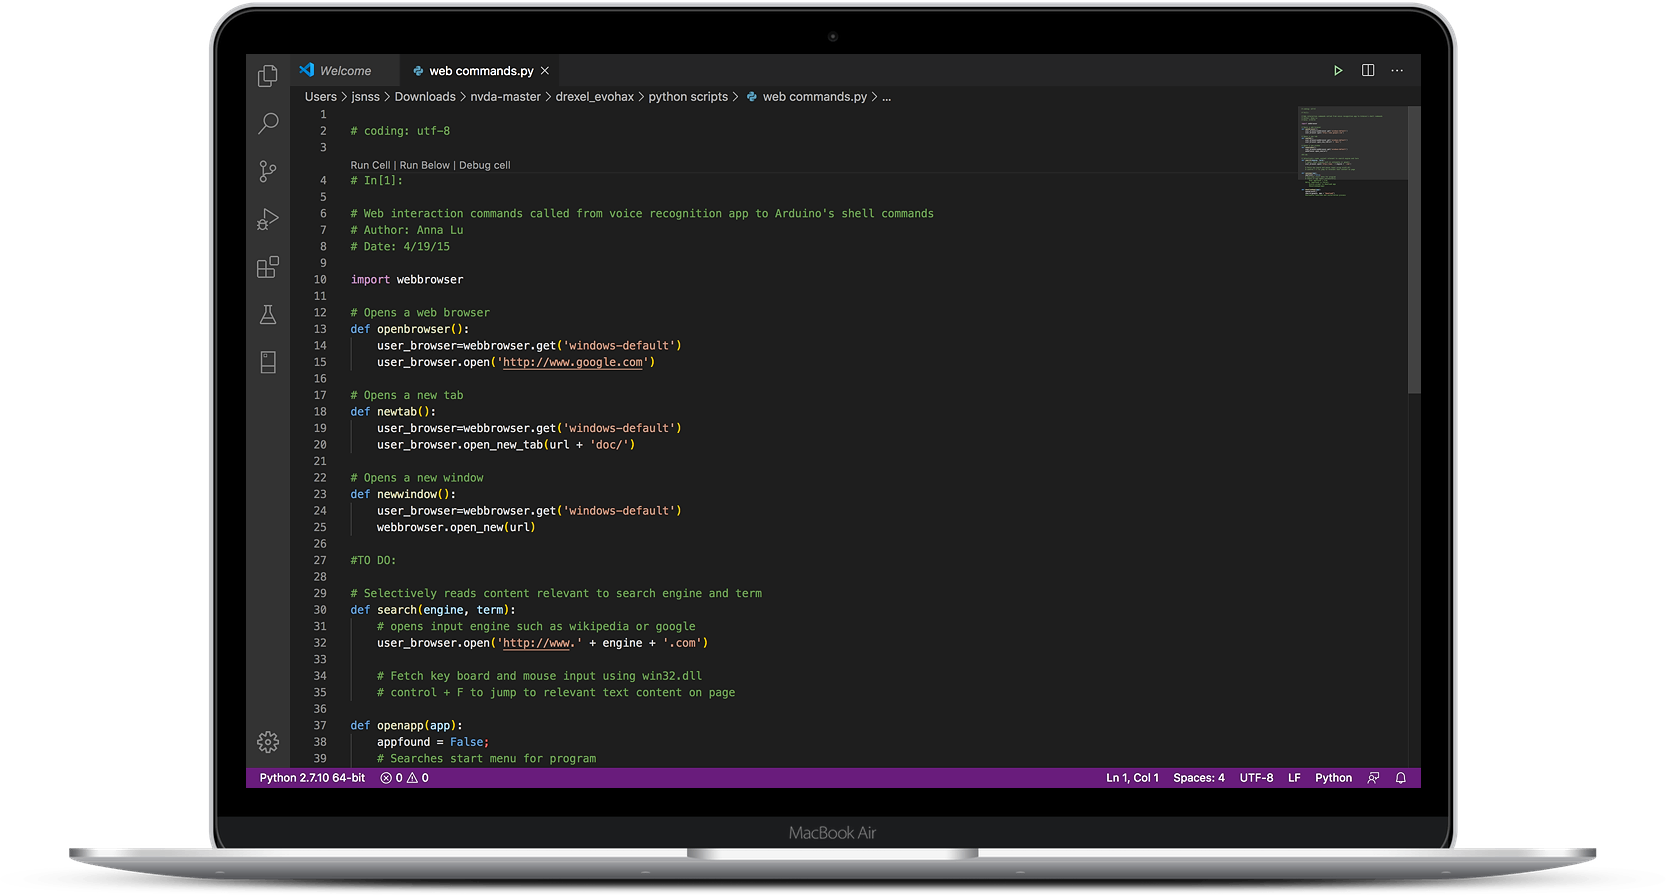 Welcome
web commands.py
Users > jsnss > Downloads > nvda-master > drexel_evohax > python scripts > web commands.py > ...
1
2 # coding: utf-8
3
Run Cell | Run Below | Debug cell
4 # In[1]:
5
6 # Web interaction commands called from voice recognition app to Arduino's shell commands
7 # Author: Anna Lu
8 # Date: 4/19/15
9
10 import webbrowser
11
12 # Opens a web browser
13 def openbrowser():
14     user_browser=webbrowser.get('windows-default')
15     user_browser.open('http://www.google.com')
16
17 # Opens a new tab
18 def newtab():
19     user_browser=webbrowser.get('windows-default')
20     user_browser.open_new_tab(url + 'doc/')
21
22 # Opens a new window
23 def newwindow():
24     user_browser=webbrowser.get('windows-default')
25     webbrowser.open_new(url)
26
27 #TO DO:
28
29 # Selectively reads content relevant to search engine and term
30 def search(engine, term):
31     # opens input engine such as wikipedia or google
32     user_browser.open('http://www.' + engine + '.com')
33
34     # Fetch key board and mouse input using win32.dll
35     # control + F to jump to relevant text content on page
36
37 def openapp(app):
38     appfound = False;
39     # Searches start menu for program
Python 2.7.10 64-bit 0 0 Ln 1, Col 1 Spaces: 4 UTF-8 LF Python
MacBook Air